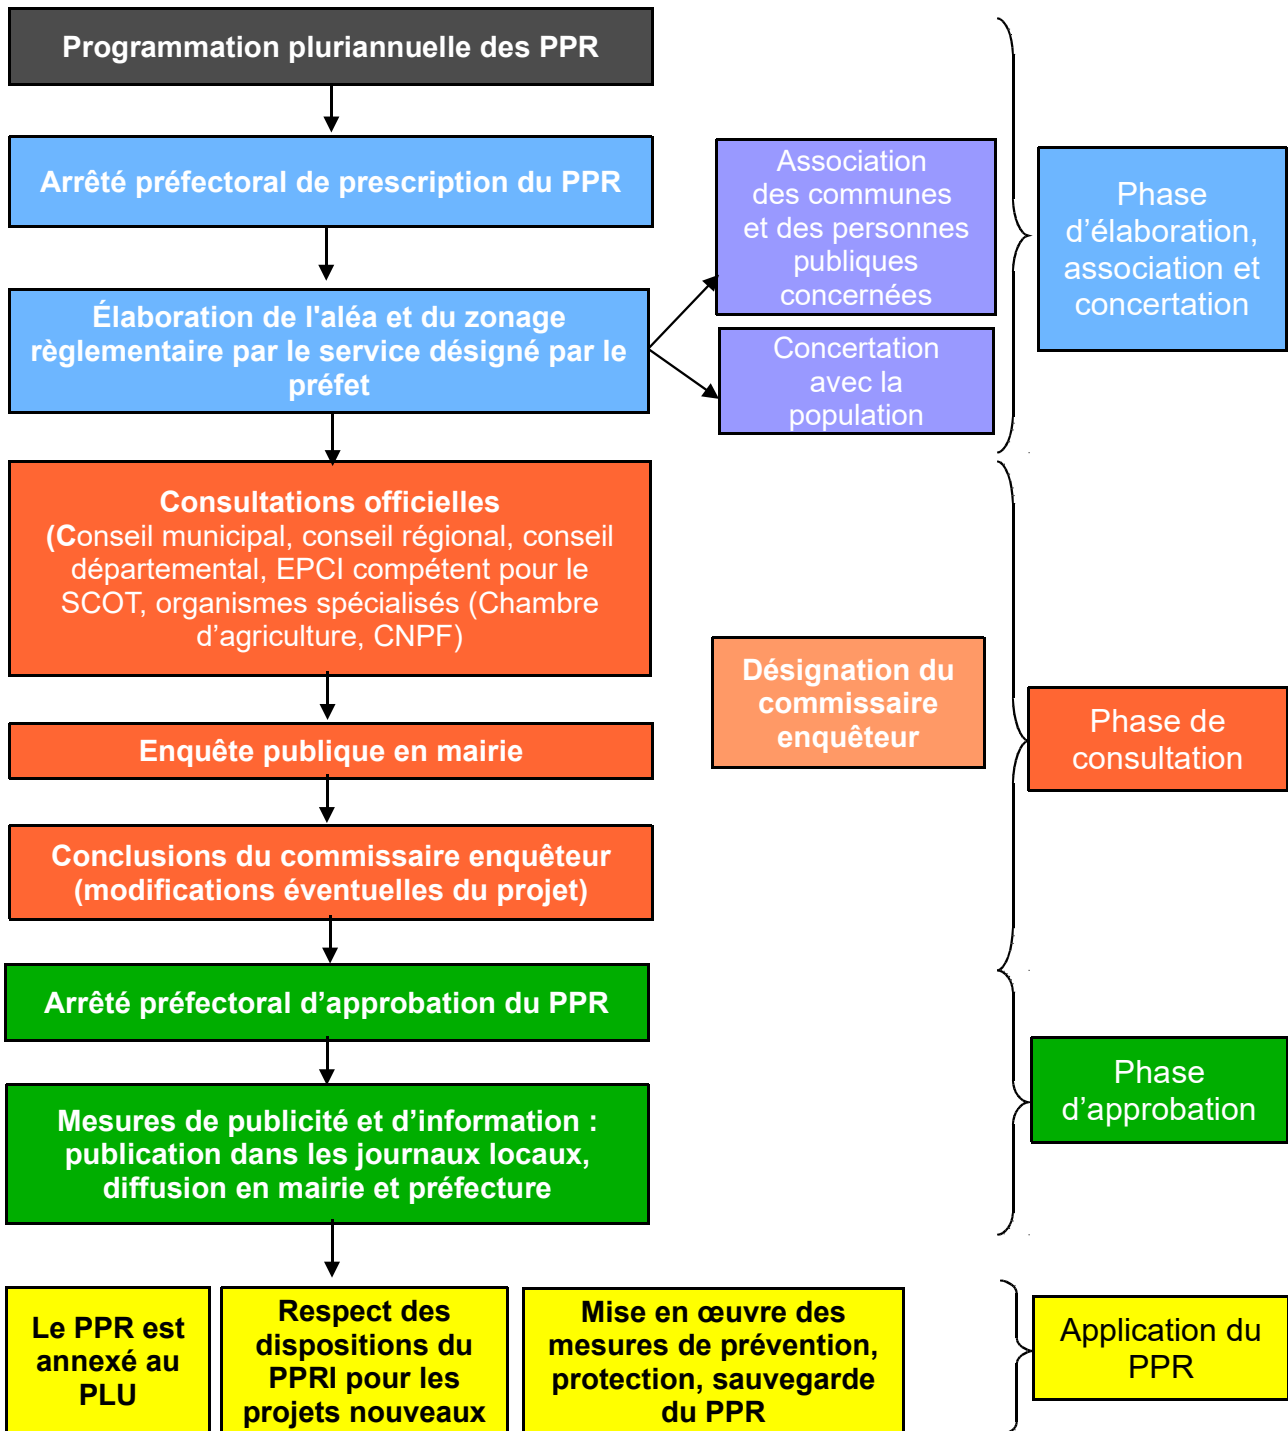 Programmation pluriannuelle des PPR
Arrêté préfectoral de prescription du PPR
Élaboration de l'aléa et du zonage
règlementaire par le service désigné par le
préfet
Association
des communes
et des personnes
publiques
concernées
Concertation
avec la
population
Phase
d’élaboration,
association et
concertation
Consultations officielles
(Conseil municipal, conseil régional, conseil
départemental, EPCI compétent pour le
SCOT, organismes spécialisés (Chambre
d’agriculture, CNPF)
Enquête publique en mairie
Conclusions du commissaire enquêteur
(modifications éventuelles du projet)
Désignation du
commissaire
enquêteur
Phase de
consultation
Arrêté préfectoral d’approbation du PPR
Mesures de publicité et d’information :
publication dans les journaux locaux,
diffusion en mairie et préfecture
Phase
d’approbation
Le PPR est
annexé au
PLU
Respect des
dispositions du
PPRI pour les
projets nouveaux
Mise en œuvre des
mesures de prévention,
protection, sauvegarde
du PPR
Application du
PPR